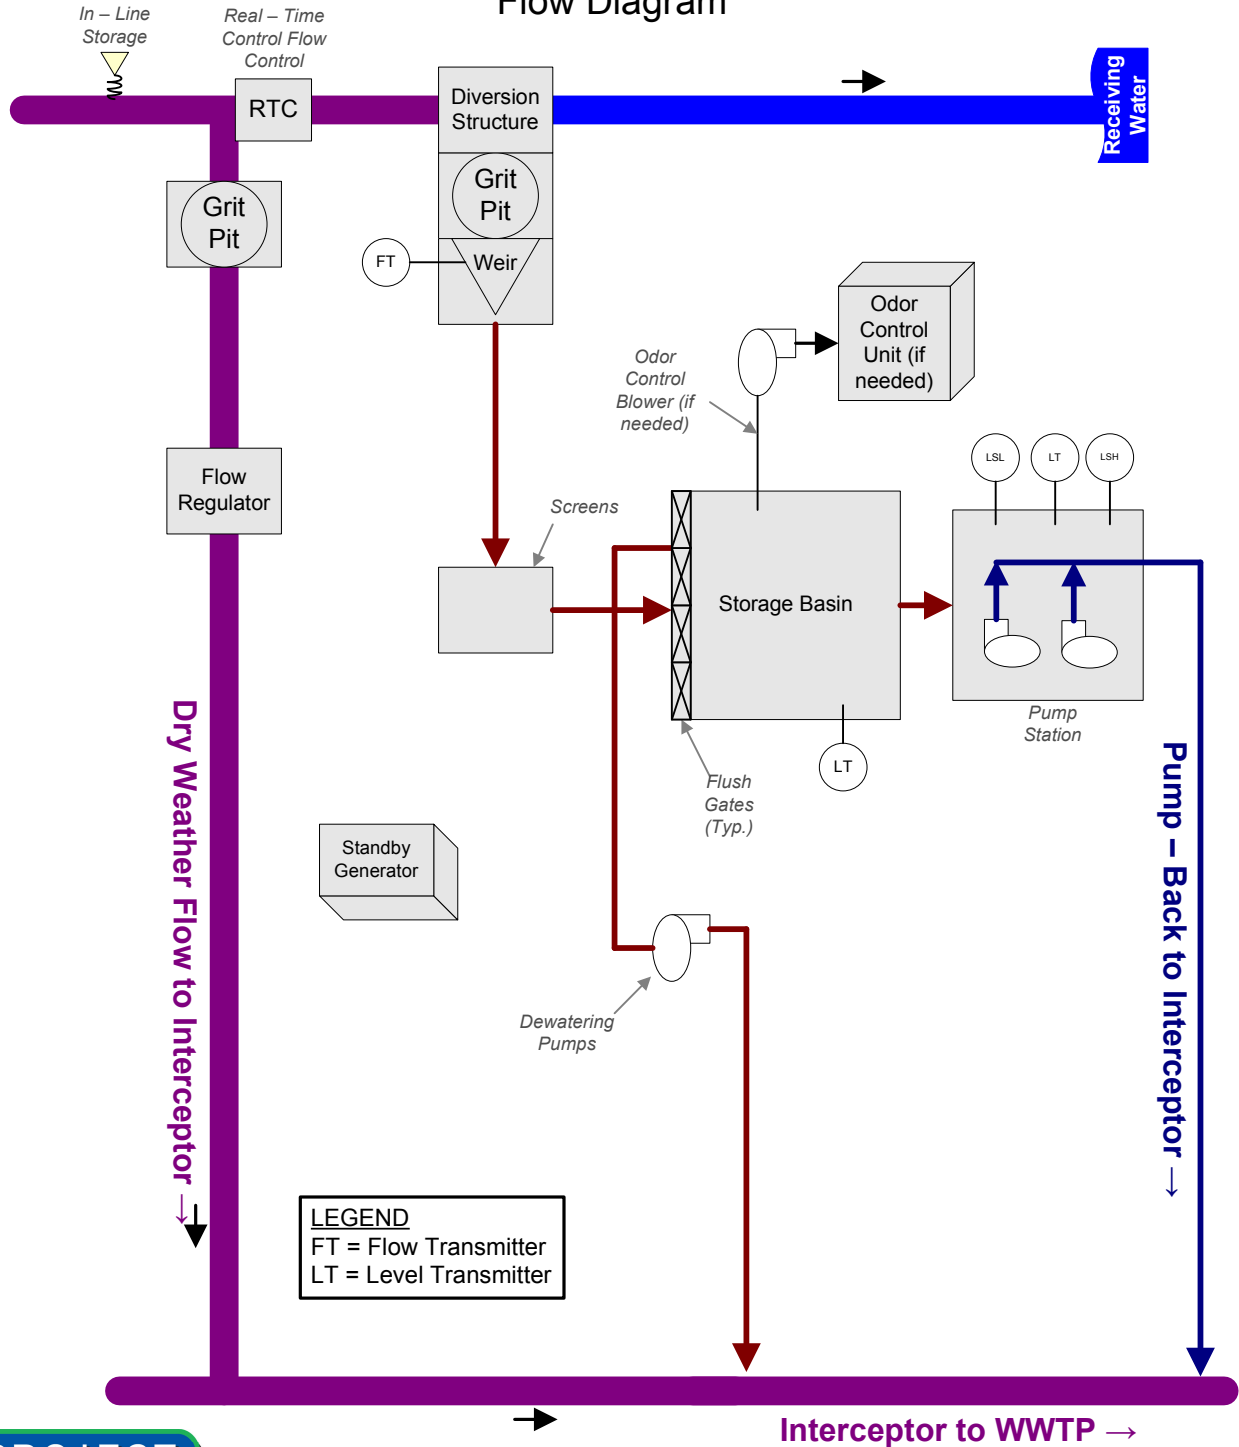 Flow Diagram
In – Line
Storage
Real – Time
Control Flow
Control
RTC
Diversion
Structure
Receiving
Water
Grit
Pit
Grit
Pit
FT
Weir
Odor
Control
Unit (if
needed)
Odor
Control
Blower (if
needed)
LSL
LT
LSH
Flow
Regulator
Screens
Storage Basin
Pump
Station
LT
Flush
Gates
(Typ.)
Dry Weather Flow to Interceptor →
Pump – Back to Interceptor →
Standby
Generator
Dewatering
Pumps
LEGEND
FT = Flow Transmitter
LT = Level Transmitter
Interceptor to WWTP →